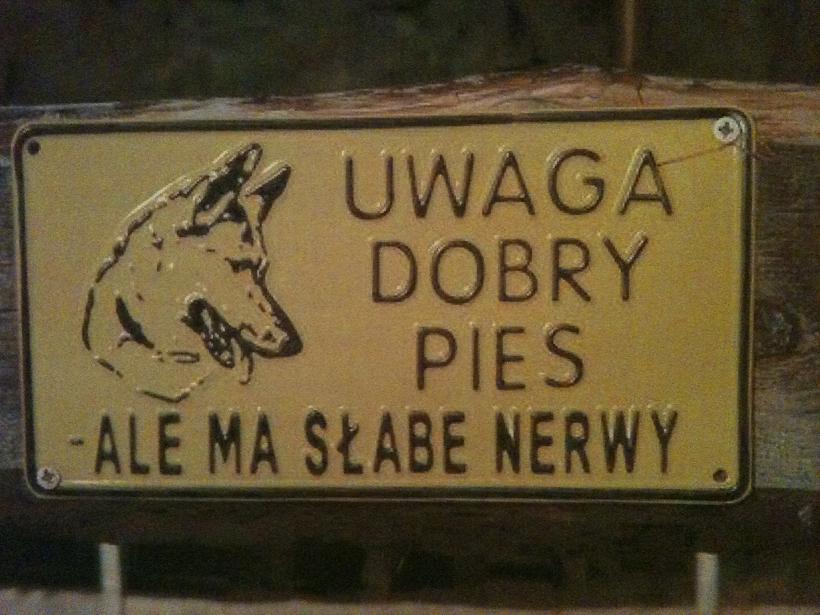 UWAGA
DOBRY
PIES
-ALE MA SŁABE NERWY